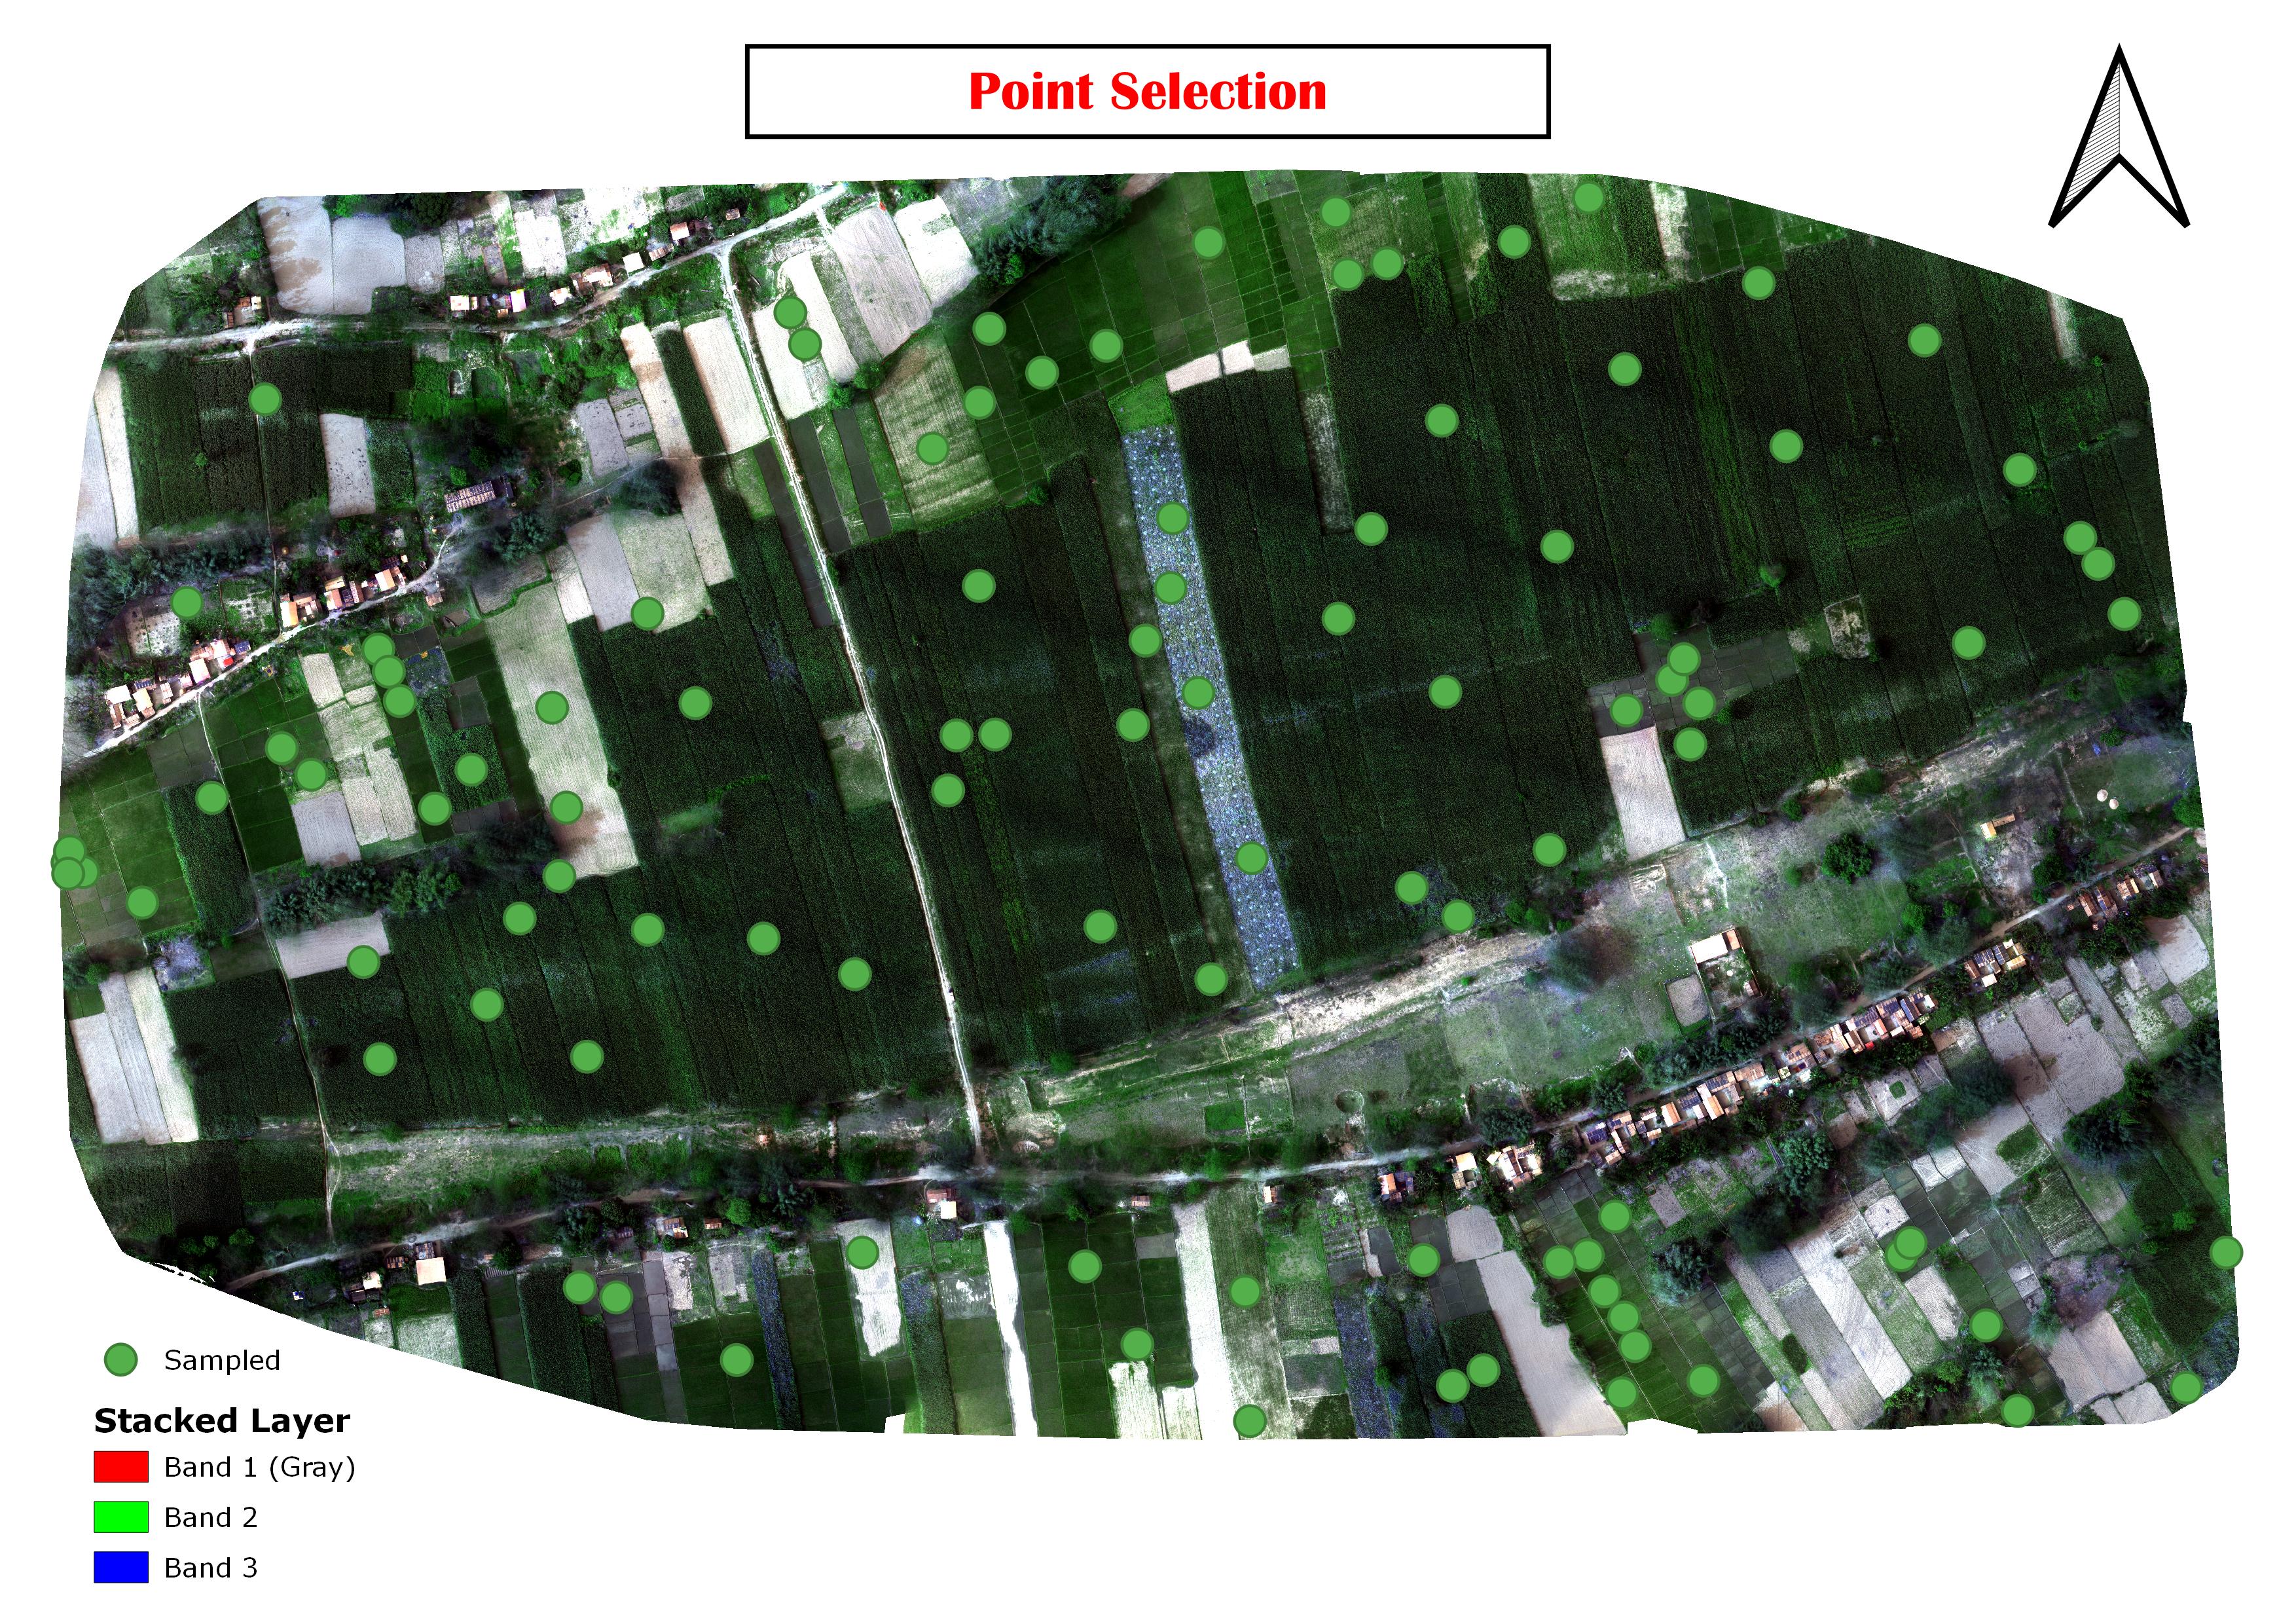 Point Selection
Sampled
Stacked Layer
Band 1 (Gray)
Band 2
Band 3